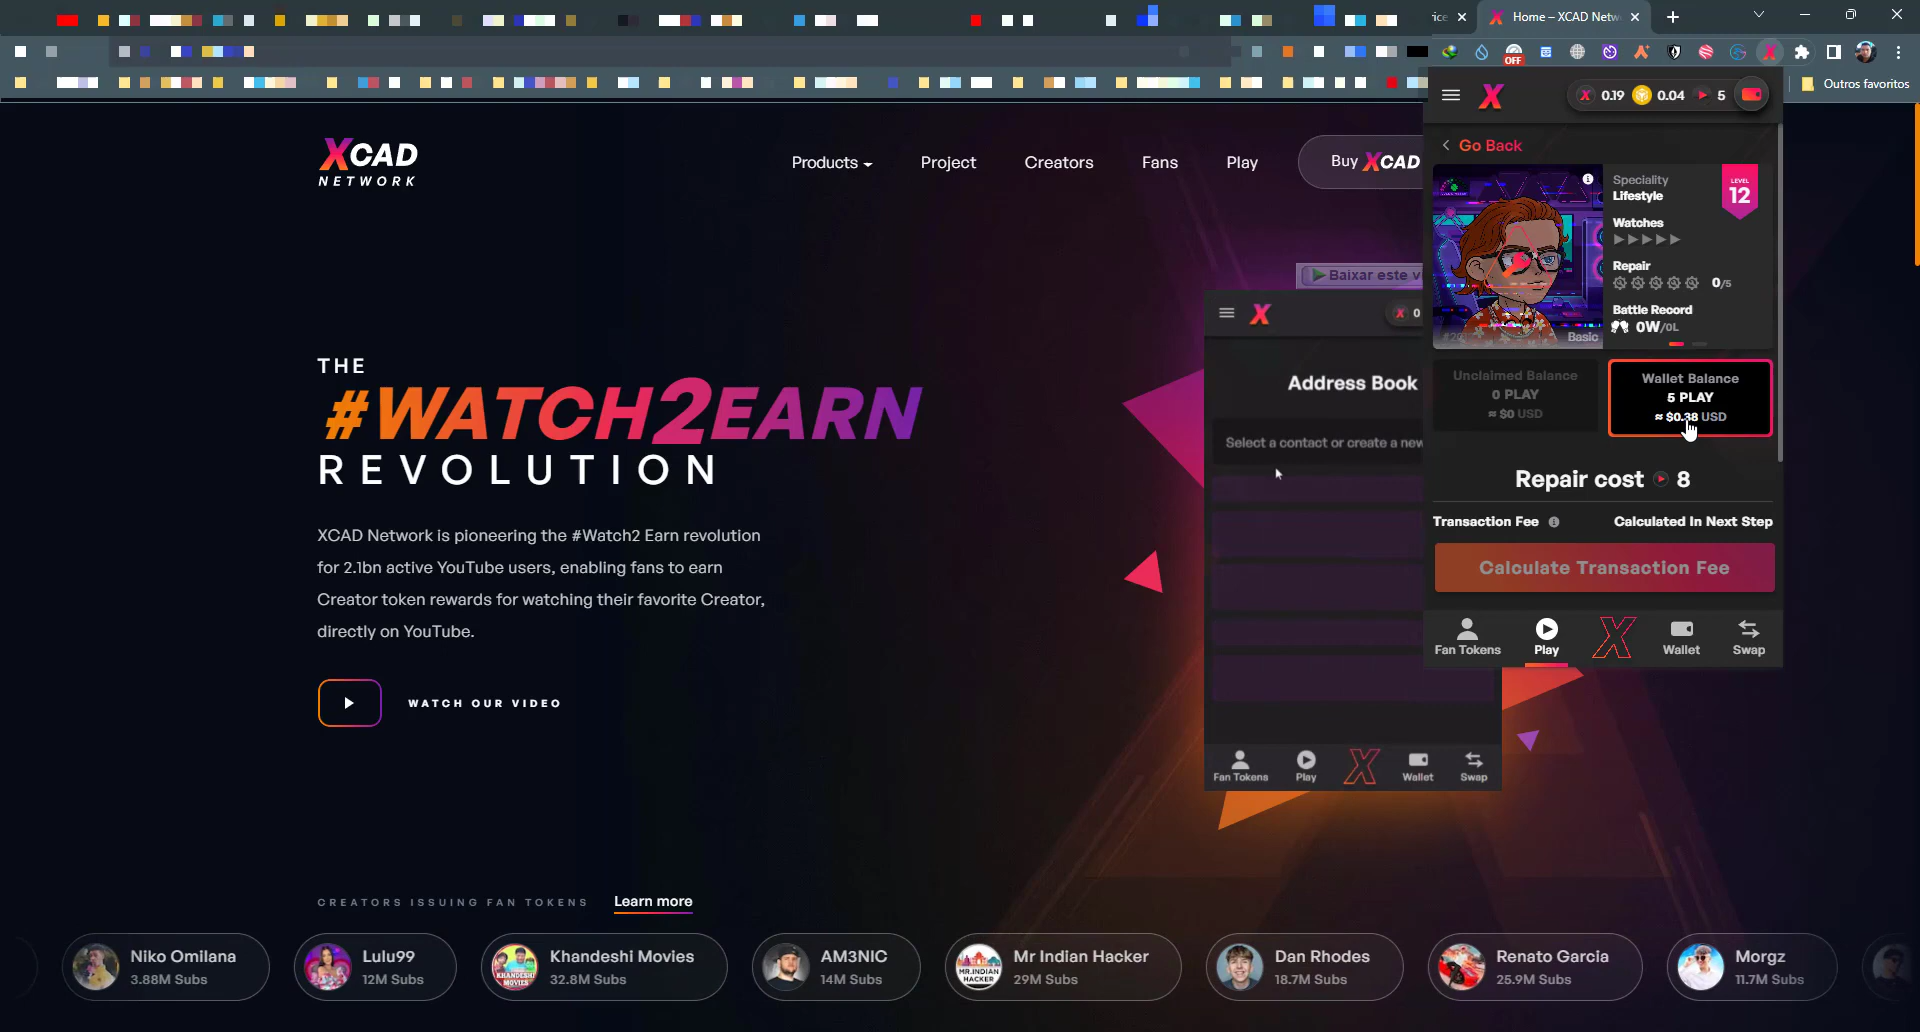 Home – XCAD Netw
OFF
Outros favoritos
XCAD
NETWORK
Products
Project
Creators
Fans
Play
Buy XCAD
Baixar este v
THE
#WATCH2EARN
REVOLUTION
XCAD Network is pioneering the #Watch2 Earn revolution
for 2.1bn active YouTube users, enabling fans to earn
Creator token rewards for watching their favorite Creator,
directly on YouTube.
WATCH OUR VIDEO
X
0
Address Book
Select a contact or create a new
Fan Tokens
Play
Wallet
Swap
X
0.19
0.04
5
Go Back
Speciality
Lifestyle
LEVEL
12
Watches
Repair
0/5
Battle Record
0W/0L
Basic
Unclaimed Balance
0 PLAY
≈ $0 USD
Wallet Balance
5 PLAY
≈ $0.38 USD
Repair cost 8
Transaction Fee
Calculated In Next Step
Calculate Transaction Fee
Fan Tokens
Play
Wallet
Swap
CREATORS ISSUING FAN TOKENS
Learn more
Niko Omilana
3.88M Subs
Lulu99
12M Subs
Khandeshi Movies
32.8M Subs
AM3NIC
14M Subs
MR.INDIAN
HACKER
Mr Indian Hacker
29M Subs
Dan Rhodes
18.7M Subs
Renato Garcia
25.9M Subs
Morgz
11.7M Subs